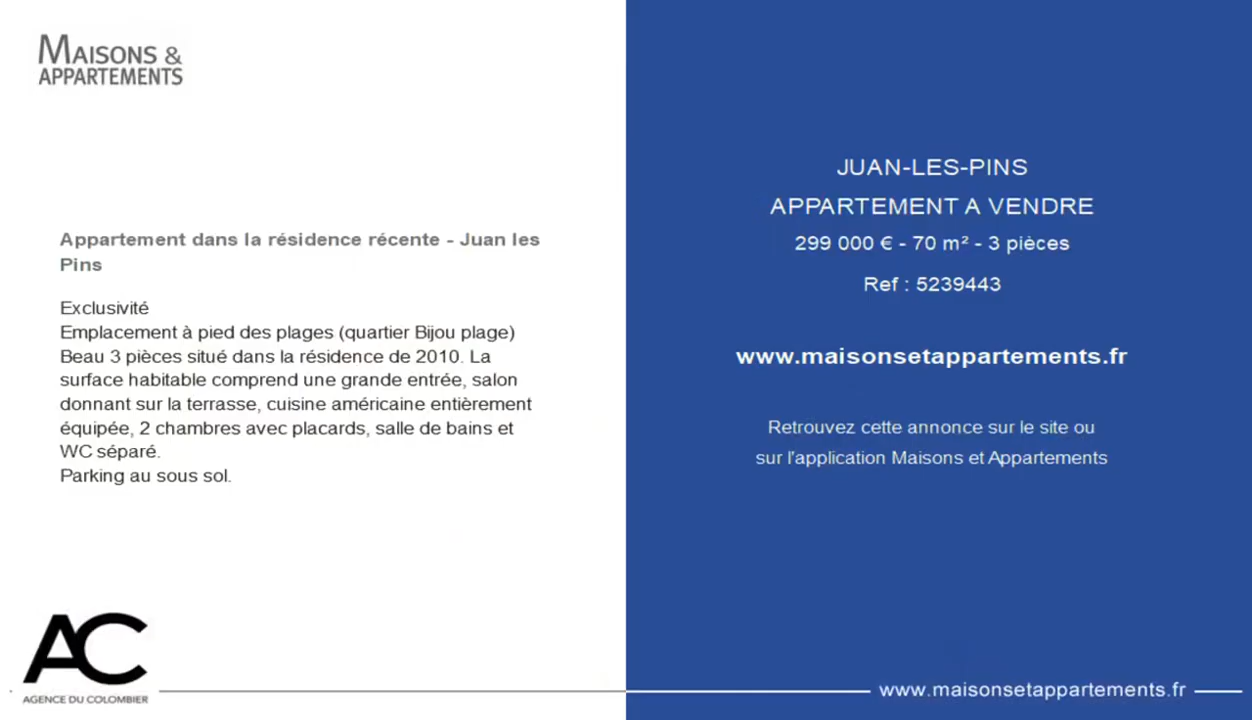 MAISONS &
APPARTEMENTS
Appartement dans la résidence récente - Juan les
Pins
Exclusivité
Emplacement à pied des plages (quartier Bijou plage)
Beau 3 pièces situé dans la résidence de 2010. La
surface habitable comprend une grande entrée, salon
donnant sur la terrasse, cuisine américaine entièrement
équipée, 2 chambres avec placards, salle de bains et
WC séparé.
Parking au sous sol.
AC
AGENCE DU COLOMBIER
JUAN-LES-PINS
APPARTEMENT A VENDRE
299 000 € - 70 m² - 3 pièces
Ref : 5239443
www.maisonsetappartements.fr
Retrouvez cette annonce sur le site ou
sur l'application Maisons et Appartements
www.maisonsetappartements.fr